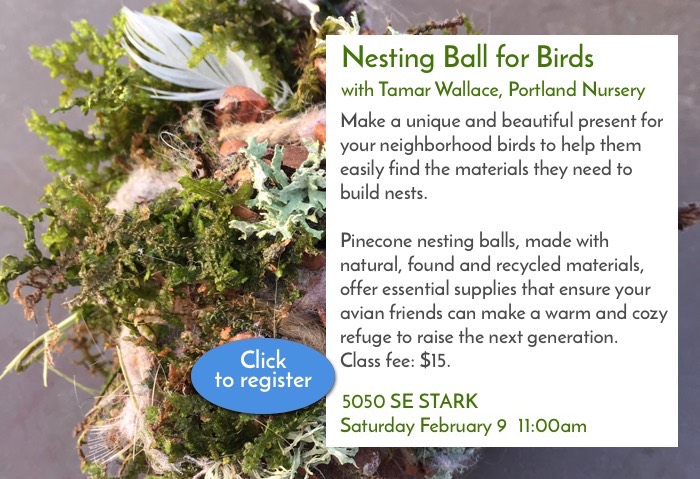 Nesting Ball for Birds
with Tamar Wallace, Portland Nursery
Make a unique and beautiful present for
your neighborhood birds to help them
easily find the materials they need to
build nests.
Pinecone nesting balls, made with
natural, found and recycled materials,
offer essential supplies that ensure your
avian friends can make a warm and cozy
refuge to raise the next generation.
Class fee: $15.
5050 SE STARK
Saturday February 9 11:00am
Click
to register